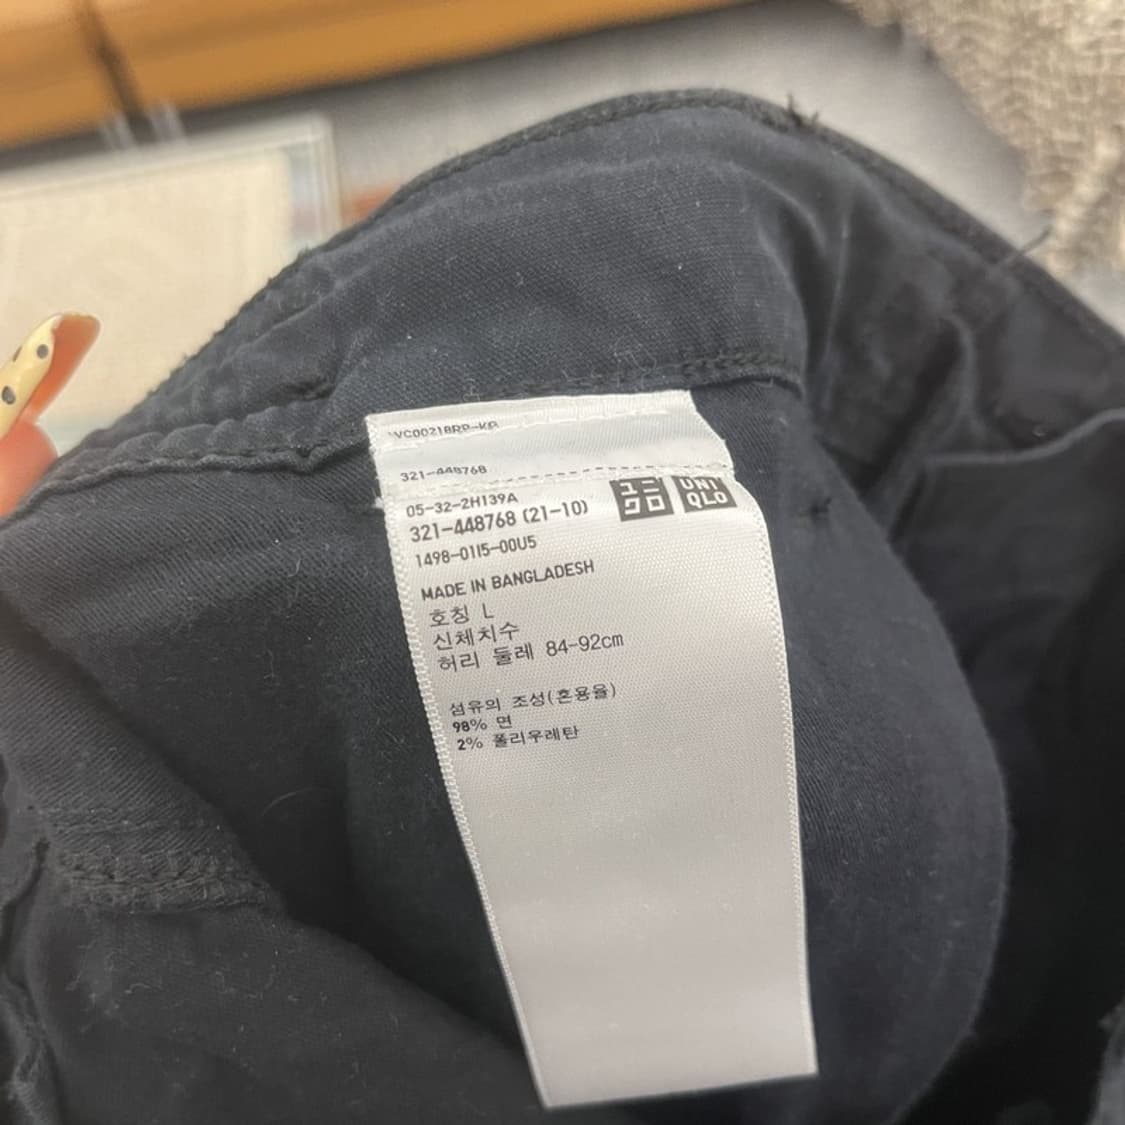 VC00218RP-KR
321-448768
05-32-2H139A
321-448768 (21-10)
1498-0115-00U5
ユニ
クロ
UNI
QLO
MADE IN BANGLADESH
호칭 L
신체치수
허리 둘레 84-92cm
섬유의 조성(혼용율)
98% 면
2% 폴리우레탄